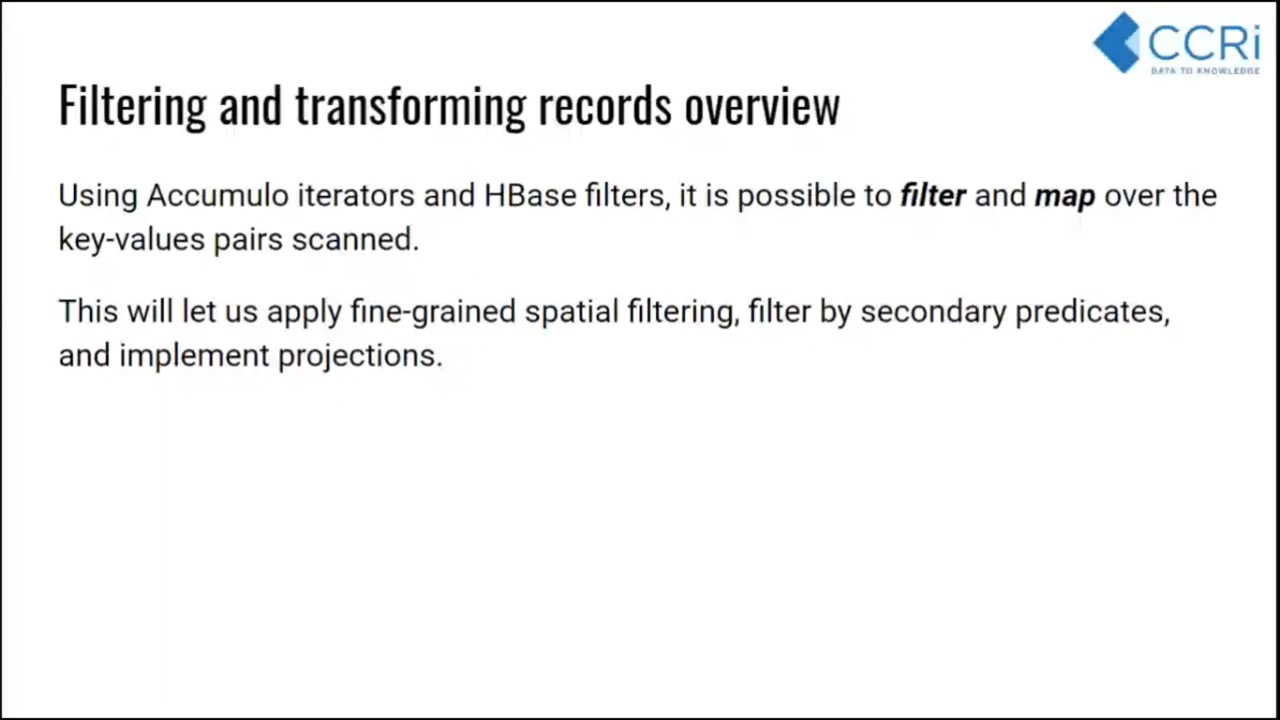 CCRi
DATA TO KNOWLEDGE
Filtering and transforming records overview
Using Accumulo iterators and HBase filters, it is possible to filter and map over the
key-values pairs scanned.
This will let us apply fine-grained spatial filtering, filter by secondary predicates,
and implement projections.